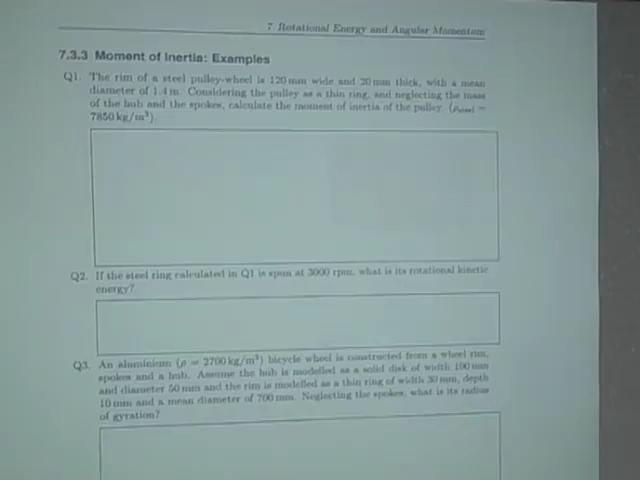 7 Rotational Energy and Angular Momentum
7.3.3 Moment of Inertia: Examples
Q1. The rim of a steel pulley-wheel is 120 mm wide and 20 mm thick, with a mean
diameter of 1.4 m. Considering the pulley as a thin ring, and neglecting the mass
of the hub and the spokes, calculate the moment of inertia of the pulley. (ρsteel =
7850 kg/m³).
Q2. If the steel ring calculated in Q1 is spun at 3000 rpm, what is its rotational kinetic
energy?
Q3. An aluminium (ρ = 2700 kg/m³) bicycle wheel is constructed from a wheel rim,
spokes and a hub. Assume the hub is modelled as a solid disk of width 100 mm
and diameter 50 mm and the rim is modelled as a thin ring of width 30 mm, depth
10 mm and a mean diameter of 700 mm. Neglecting the spokes, what is its radius
of gyration?